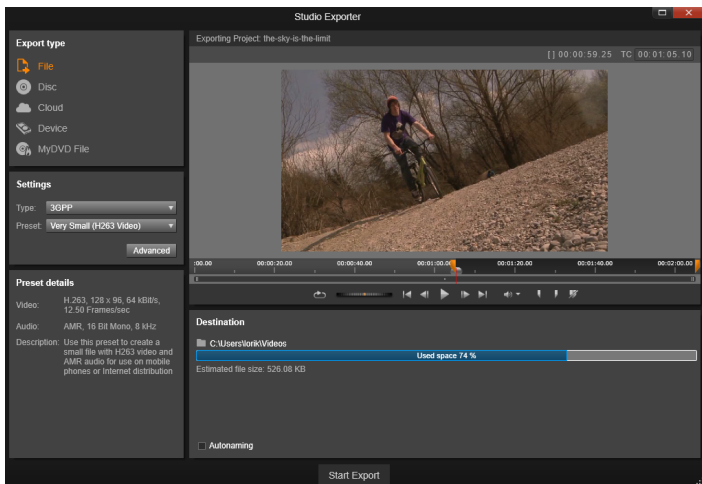 Studio Exporter
Export type
File
Disc
Cloud
Device
MyDVD File
Settings
Type: 3GPP
Preset: Very Small (H263 Video)
Advanced
Preset details
Video: H.263, 128 x 96, 64 kBit/s,
12.50 Frames/sec
Audio: AMR, 16 Bit Mono, 8 kHz
Description: Use this preset to create a
small file with H263 video and
AMR audio for use on mobile
phones or Internet distribution
Exporting Project: the-sky-is-the-limit
[ ] 00:00:59.25 TC 00:01:05.10
:00.00 00:00:20.00 00:00:40.00 00:01:00.00 00:01:20.00 00:01:40.00 00:02:00.00
Destination
C:\Users\lorik\Videos
Used space 74 %
Estimated file size: 526.08 KB
Autonaming
Start Export